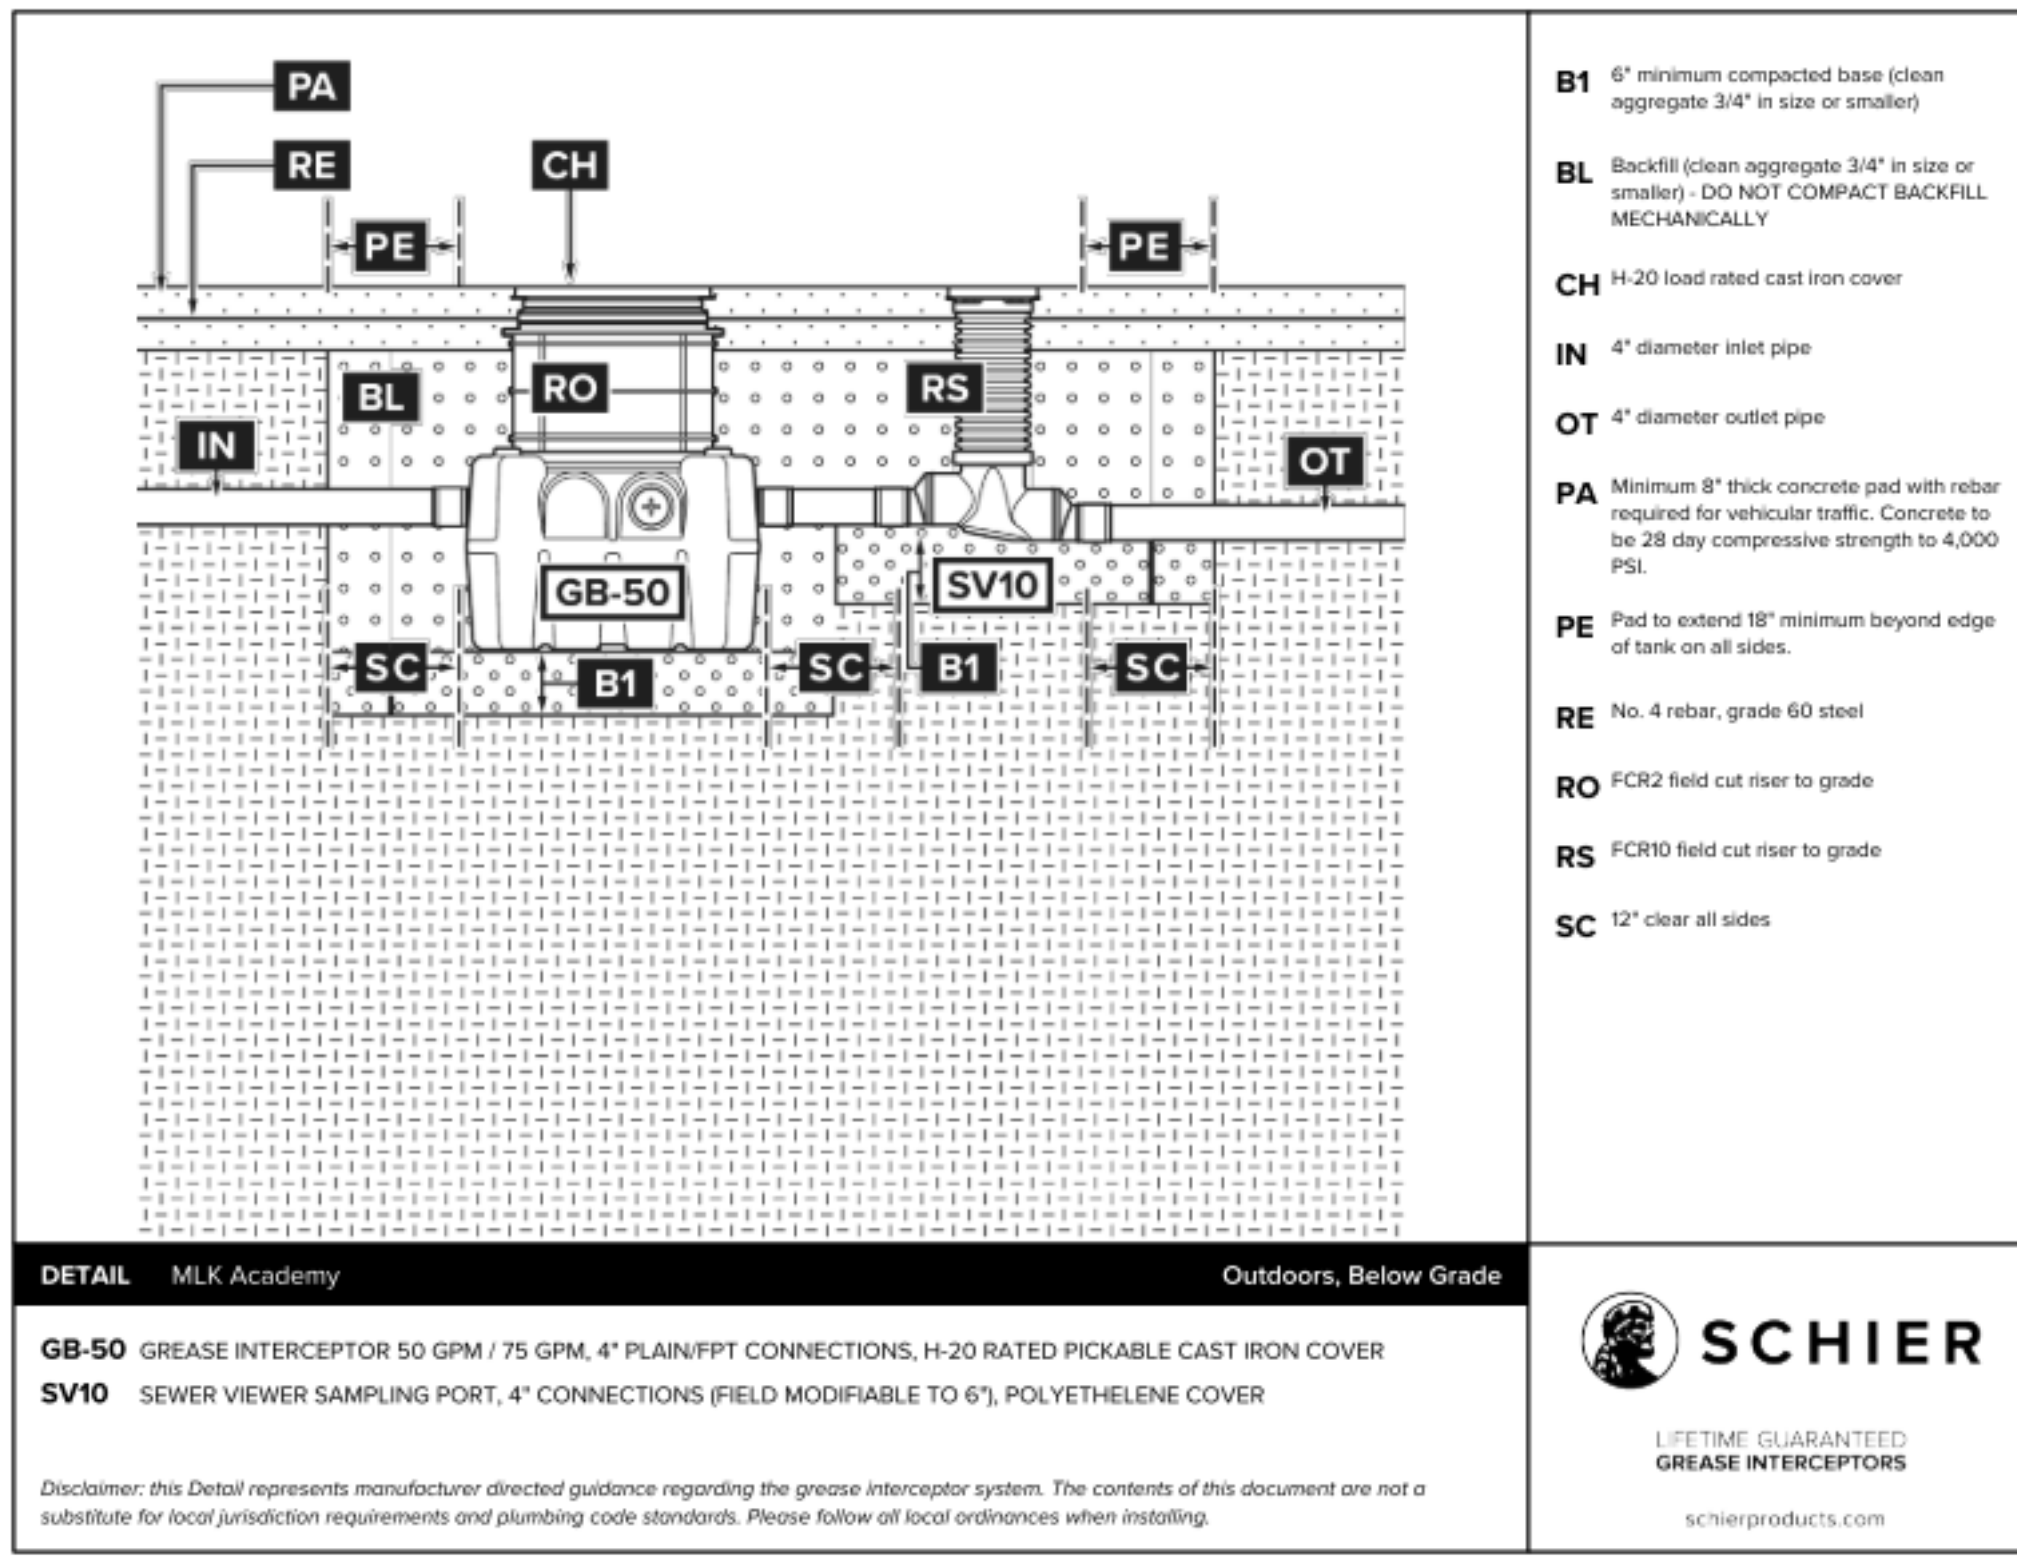 PA
RE
CH
PE
PE
BL
RO
RS
IN
OT
GB-50
SV10
SC
B1
SC
B1
SC
B1 6" minimum compacted base (clean
aggregate 3/4" in size or smaller)
BL Backfill (clean aggregate 3/4" in size or
smaller) - DO NOT COMPACT BACKFILL
MECHANICALLY
CH H-20 load rated cast iron cover
IN 4" diameter inlet pipe
OT 4" diameter outlet pipe
PA Minimum 8" thick concrete pad with rebar
required for vehicular traffic. Concrete to
be 28 day compressive strength to 4,000
PSI.
PE Pad to extend 18" minimum beyond edge
of tank on all sides.
RE No. 4 rebar, grade 60 steel
RO FCR2 field cut riser to grade
RS FCR10 field cut riser to grade
SC 12" clear all sides
DETAIL MLK Academy Outdoors, Below Grade
GB-50 GREASE INTERCEPTOR 50 GPM / 75 GPM, 4" PLAIN/FPT CONNECTIONS, H-20 RATED PICKABLE CAST IRON COVER
SV10 SEWER VIEWER SAMPLING PORT, 4" CONNECTIONS (FIELD MODIFIABLE TO 6"), POLYETHELENE COVER
Disclaimer: this Detail represents manufacturer directed guidance regarding the grease interceptor system. The contents of this document are not a
substitute for local jurisdiction requirements and plumbing code standards. Please follow all local ordinances when installing.
SCHIER
LIFETIME GUARANTEED
GREASE INTERCEPTORS
schierproducts.com